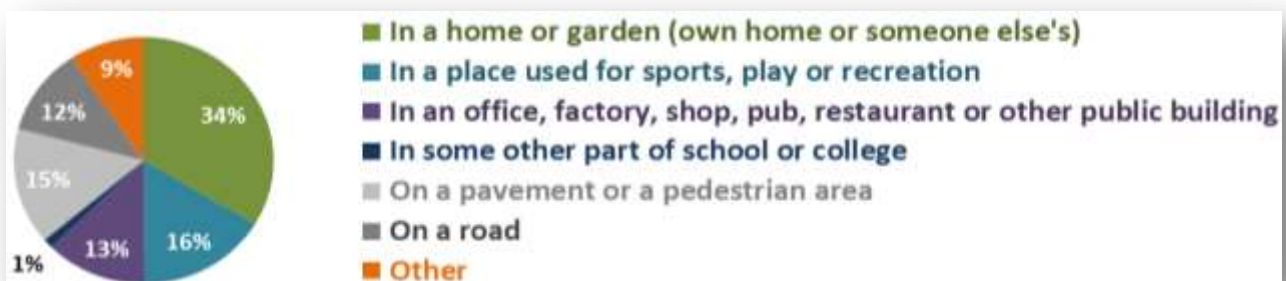 9%
12%
34%
15%
13%
16%
1%
In a home or garden (own home or someone else's)
In a place used for sports, play or recreation
In an office, factory, shop, pub, restaurant or other public building
In some other part of school or college
On a pavement or a pedestrian area
On a road
Other